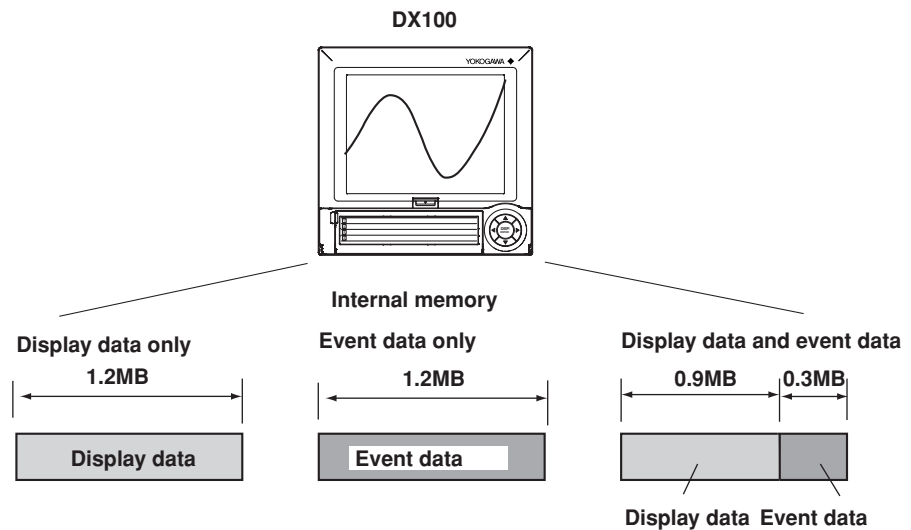 DX100
YOKOGAWA
Internal memory
Display data only
Event data only
Display data and event data
1.2MB
1.2MB
0.9MB
0.3MB
Display data
Event data
Display data
Event data